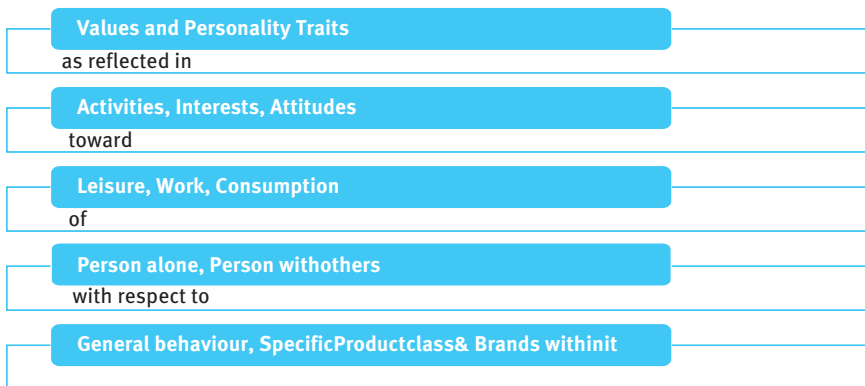 Values and Personality Traits
as reflected in
Activities, Interests, Attitudes
toward
Leisure, Work, Consumption
of
Person alone, Person withothers
with respect to
General behaviour, SpecificProductclass& Brands withinit